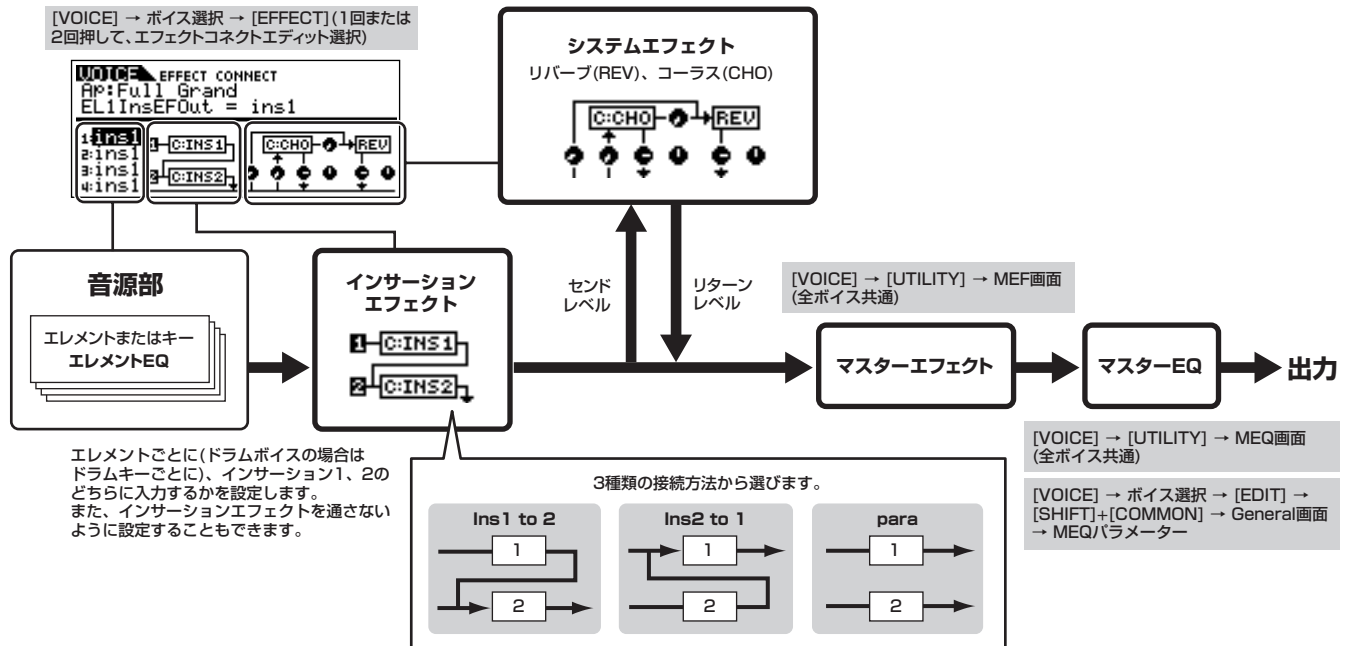 [VOICE] → ボイス選択 → [EFFECT](1回または
2回押して、エフェクトコネクトエディット選択)
VOICE EFFECT CONNECT
AP:Full Grand
EL1InsEFOut = ins1
1:ins1
2:ins1
3:ins1
4:ins1
1 C:INS1
2 C:INS2
C:CHO REV
システムエフェクト
リバーブ(REV)、コーラス(CHO)
C:CHO REV
音源部
エレメントまたはキー
エレメントEQ
インサーション
エフェクト
1 C:INS1
2 C:INS2
センド
レベル
リターン
レベル
[VOICE] → [UTILITY] → MEF画面
(全ボイス共通)
マスターエフェクト
マスターEQ
出力
[VOICE] → [UTILITY] → MEQ画面
(全ボイス共通)
[VOICE] → ボイス選択 → [EDIT] →
[SHIFT]+[COMMON] → General画面
→ MEQパラメーター
エレメントごとに(ドラムボイスの場合は
ドラムキーごとに)、インサーション1、2の
どちらに入力するかを設定します。
また、インサーションエフェクトを通さない
ように設定することもできます。
3種類の接続方法から選びます。
Ins1 to 2
1
2
Ins2 to 1
1
2
para
1
2